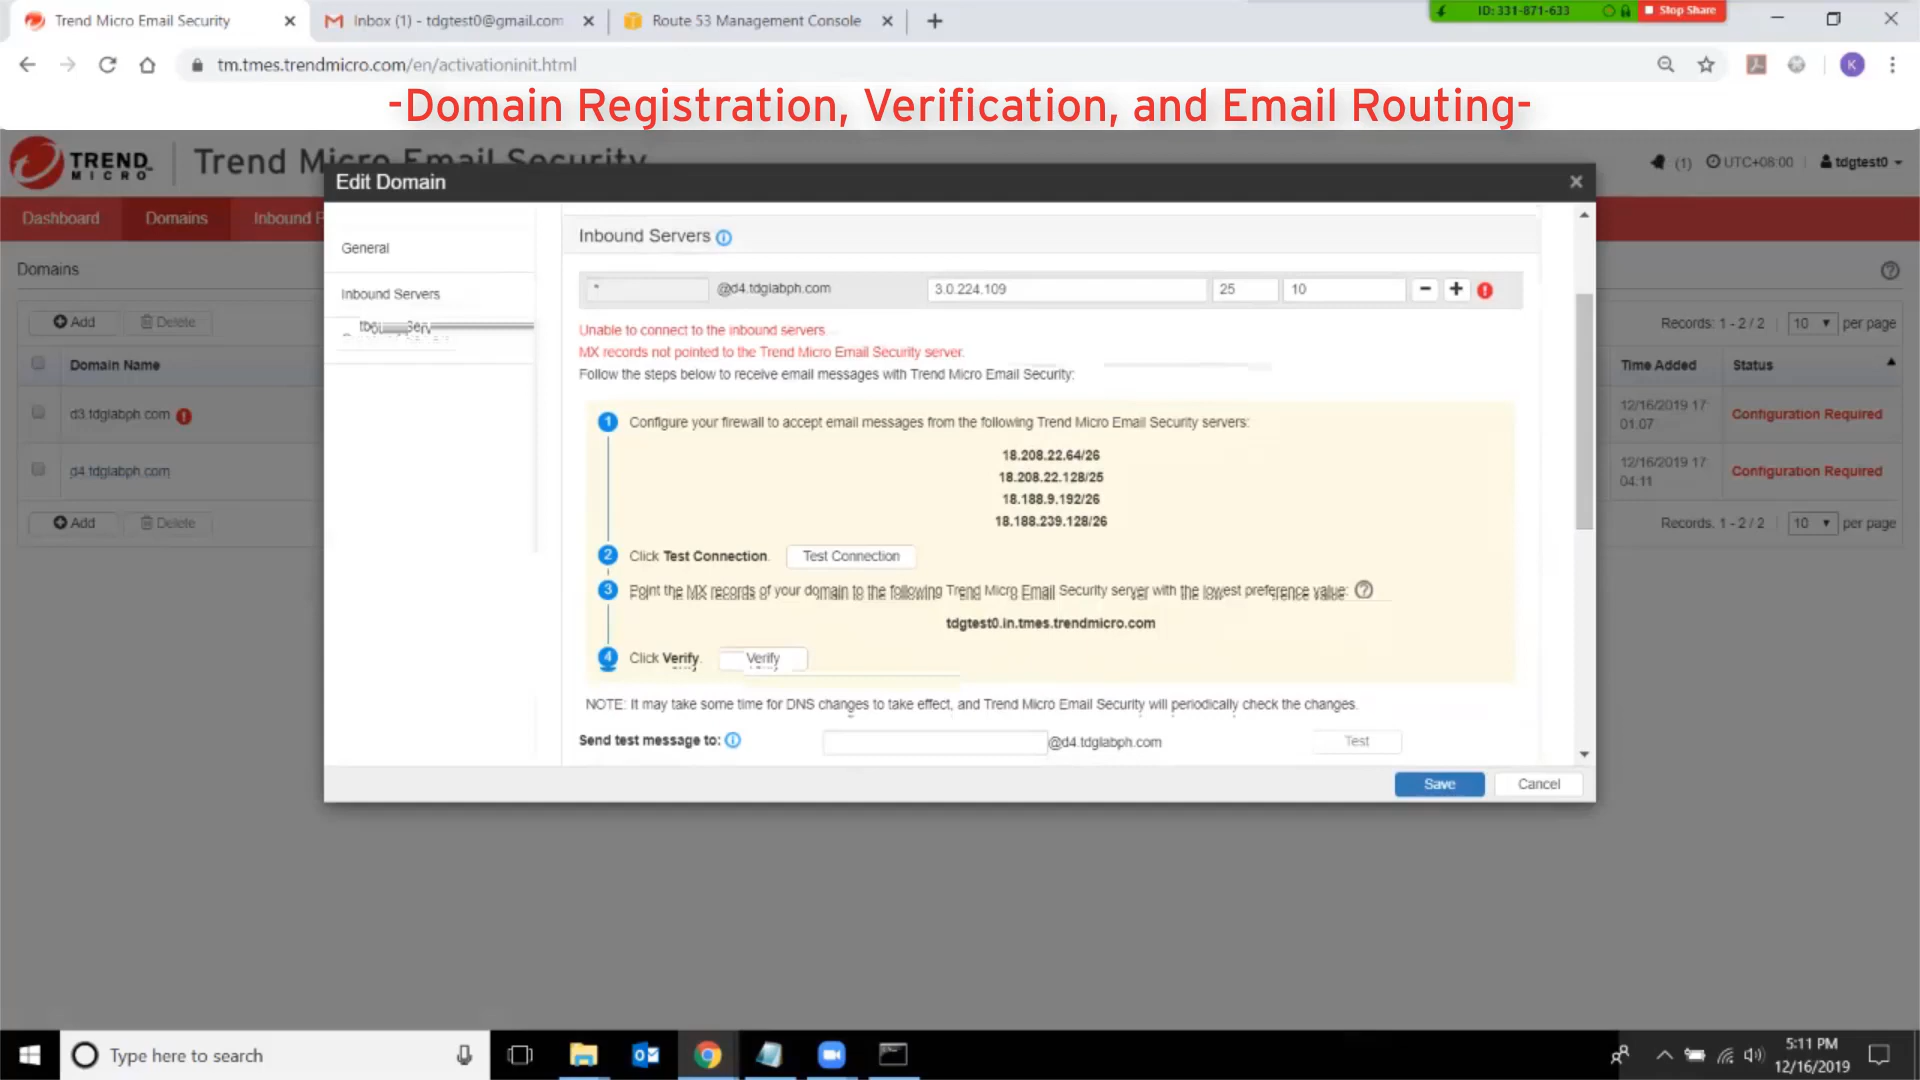 Trend Micro Email Security
Inbox (1) - tdgtest0@gmail.com
Route 53 Management Console
ID: 331-871-633
Stop Share
tm.tmes.trendmicro.com/en/activationinit.html
K
-Domain Registration, Verification, and Email Routing-
TREND MICRO
Trend Micro Email Security
(1)
UTC+08:00
tdgtest0
Dashboard
Domains
Inbound P
Edit Domain
Domains
Add
Delete
Records: 1 - 2 / 2
10
per page
Domain Name
Time Added
Status
d3.tdglabph.com
12/16/2019 17:
01:07
Configuration Required
d4.tdglabph.com
12/16/2019 17:
04:11
Configuration Required
Add
Delete
Records: 1 - 2 / 2
10
per page
General
Inbound Servers
Inbound Servers
*
@d4.tdglabph.com
3.0.224.109
25
10
Unable to connect to the inbound servers.
MX records not pointed to the Trend Micro Email Security server.
Follow the steps below to receive email messages with Trend Micro Email Security:
1 Configure your firewall to accept email messages from the following Trend Micro Email Security servers:
18.208.22.64/26
18.208.22.128/25
18.188.9.192/26
18.188.239.128/26
2 Click Test Connection.
Test Connection
3 Point the MX records of your domain to the following Trend Micro Email Security server with the lowest preference value:
tdgtest0.in.tmes.trendmicro.com
4 Click Verify.
Verify
NOTE: It may take some time for DNS changes to take effect, and Trend Micro Email Security will periodically check the changes.
Send test message to:
@d4.tdglabph.com
Test
Save
Cancel
Type here to search
5:11 PM
12/16/2019